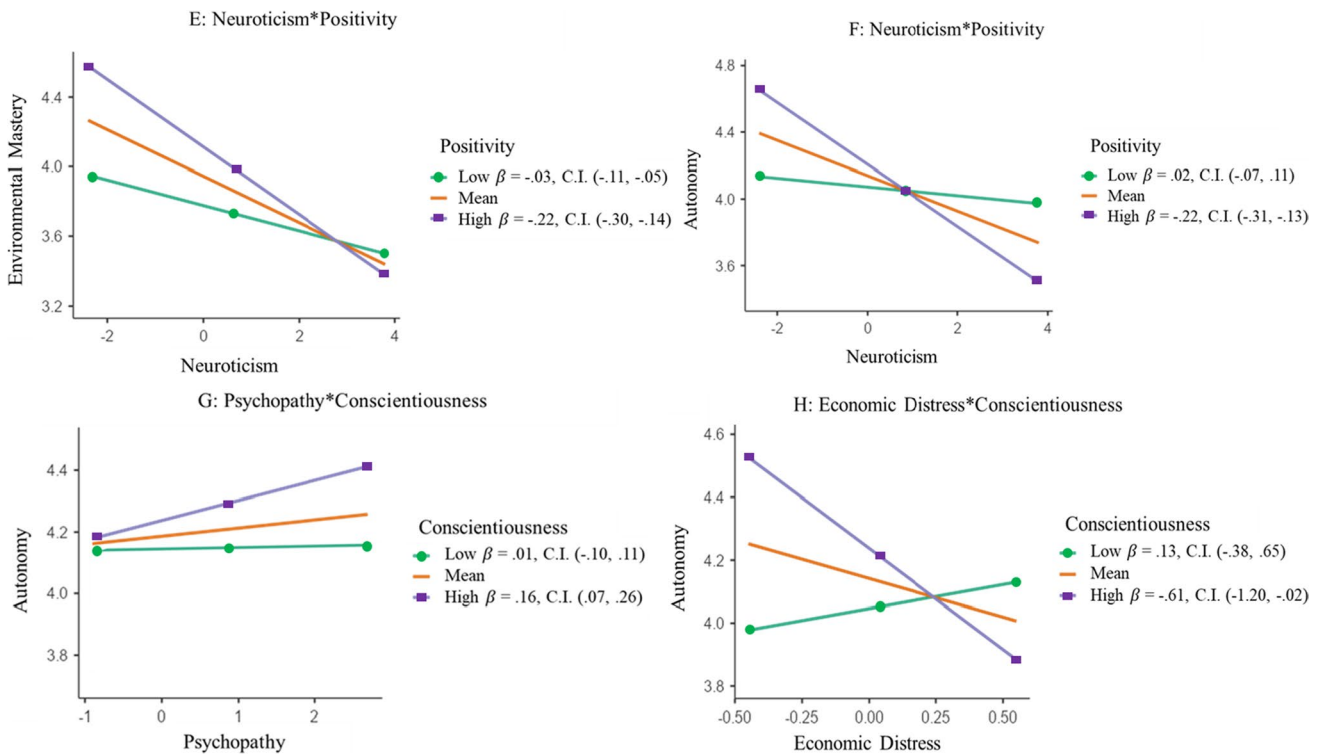 E: Neuroticism*Positivity
Environmental Mastery
4.4
4.0
3.6
3.2
-2
0
2
4
Neuroticism
Positivity
Low β = -.03, C.I. (-.11, -.05)
Mean
High β = -.22, C.I. (-.30, -.14)
F: Neuroticism*Positivity
Autonomy
4.8
4.4
4.0
3.6
-2
0
2
4
Neuroticism
Positivity
Low β = .02, C.I. (-.07, .11)
Mean
High β = -.22, C.I. (-.31, -.13)
G: Psychopathy*Conscientiousness
Autonomy
4.4
4.2
4.0
3.8
-1
0
1
2
Psychopathy
Conscientiousness
Low β = .01, C.I. (-.10, .11)
Mean
High β = .16, C.I. (.07, .26)
H: Economic Distress*Conscientiousness
Autonomy
4.6
4.4
4.2
4.0
3.8
-0.50
-0.25
0.00
0.25
0.50
Economic Distress
Conscientiousness
Low β = .13, C.I. (-.38, .65)
Mean
High β = -.61, C.I. (-1.20, -.02)